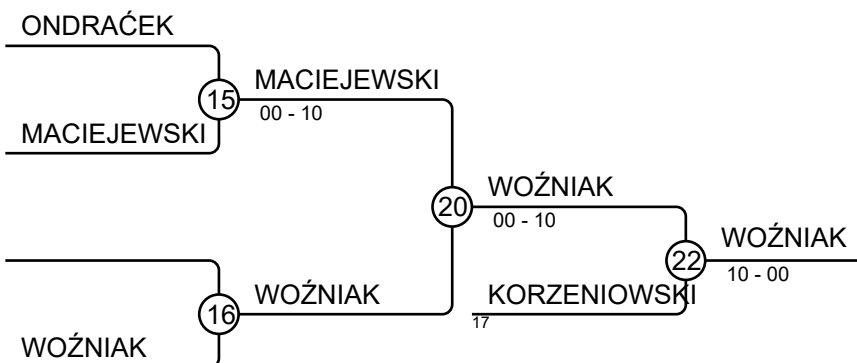 ONDRAĆEK
15
MACIEJEWSKI
00 - 10
MACIEJEWSKI
20
WOŹNIAK
00 - 10
22
WOŹNIAK
10 - 00
16
WOŹNIAK
KORZENIOWSKI
17
WOŹNIAK